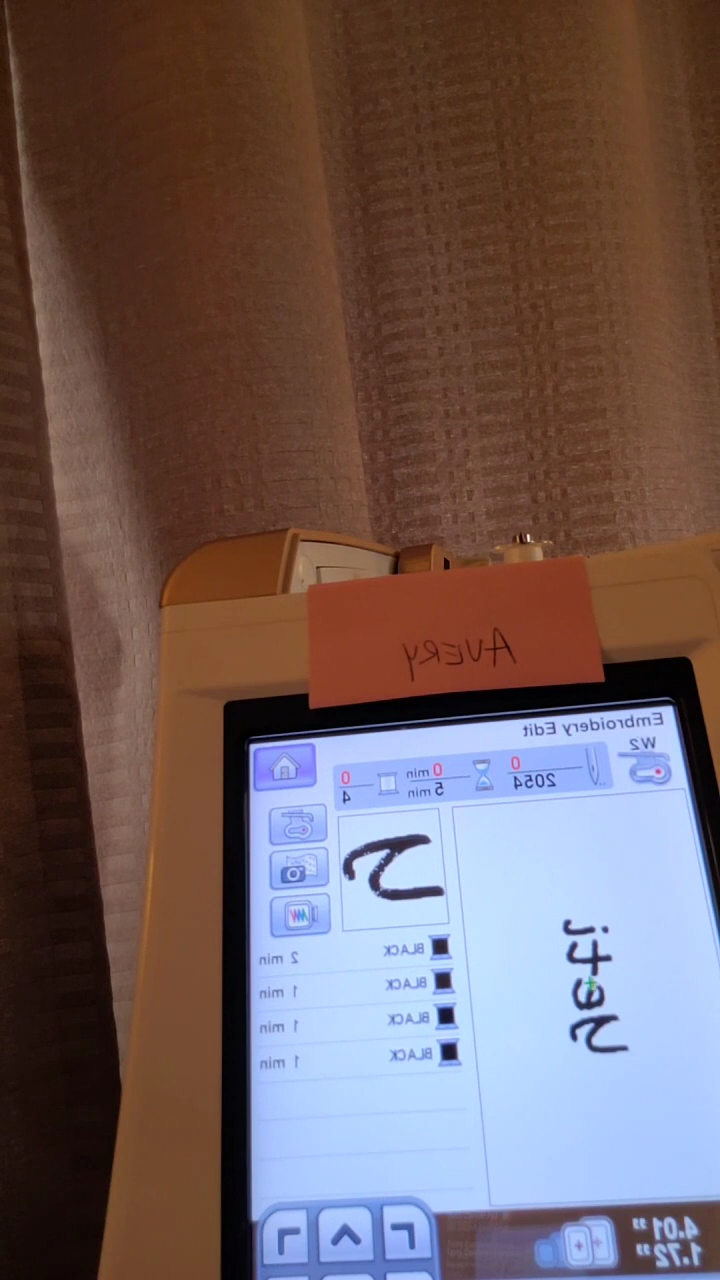 AVERY
Embroidery Edit
W2
0 0 min 0
2054 5 min 4
BLACK 2 min
BLACK 1 min
BLACK 1 min
BLACK 1 min
4.01 "
1.72 "